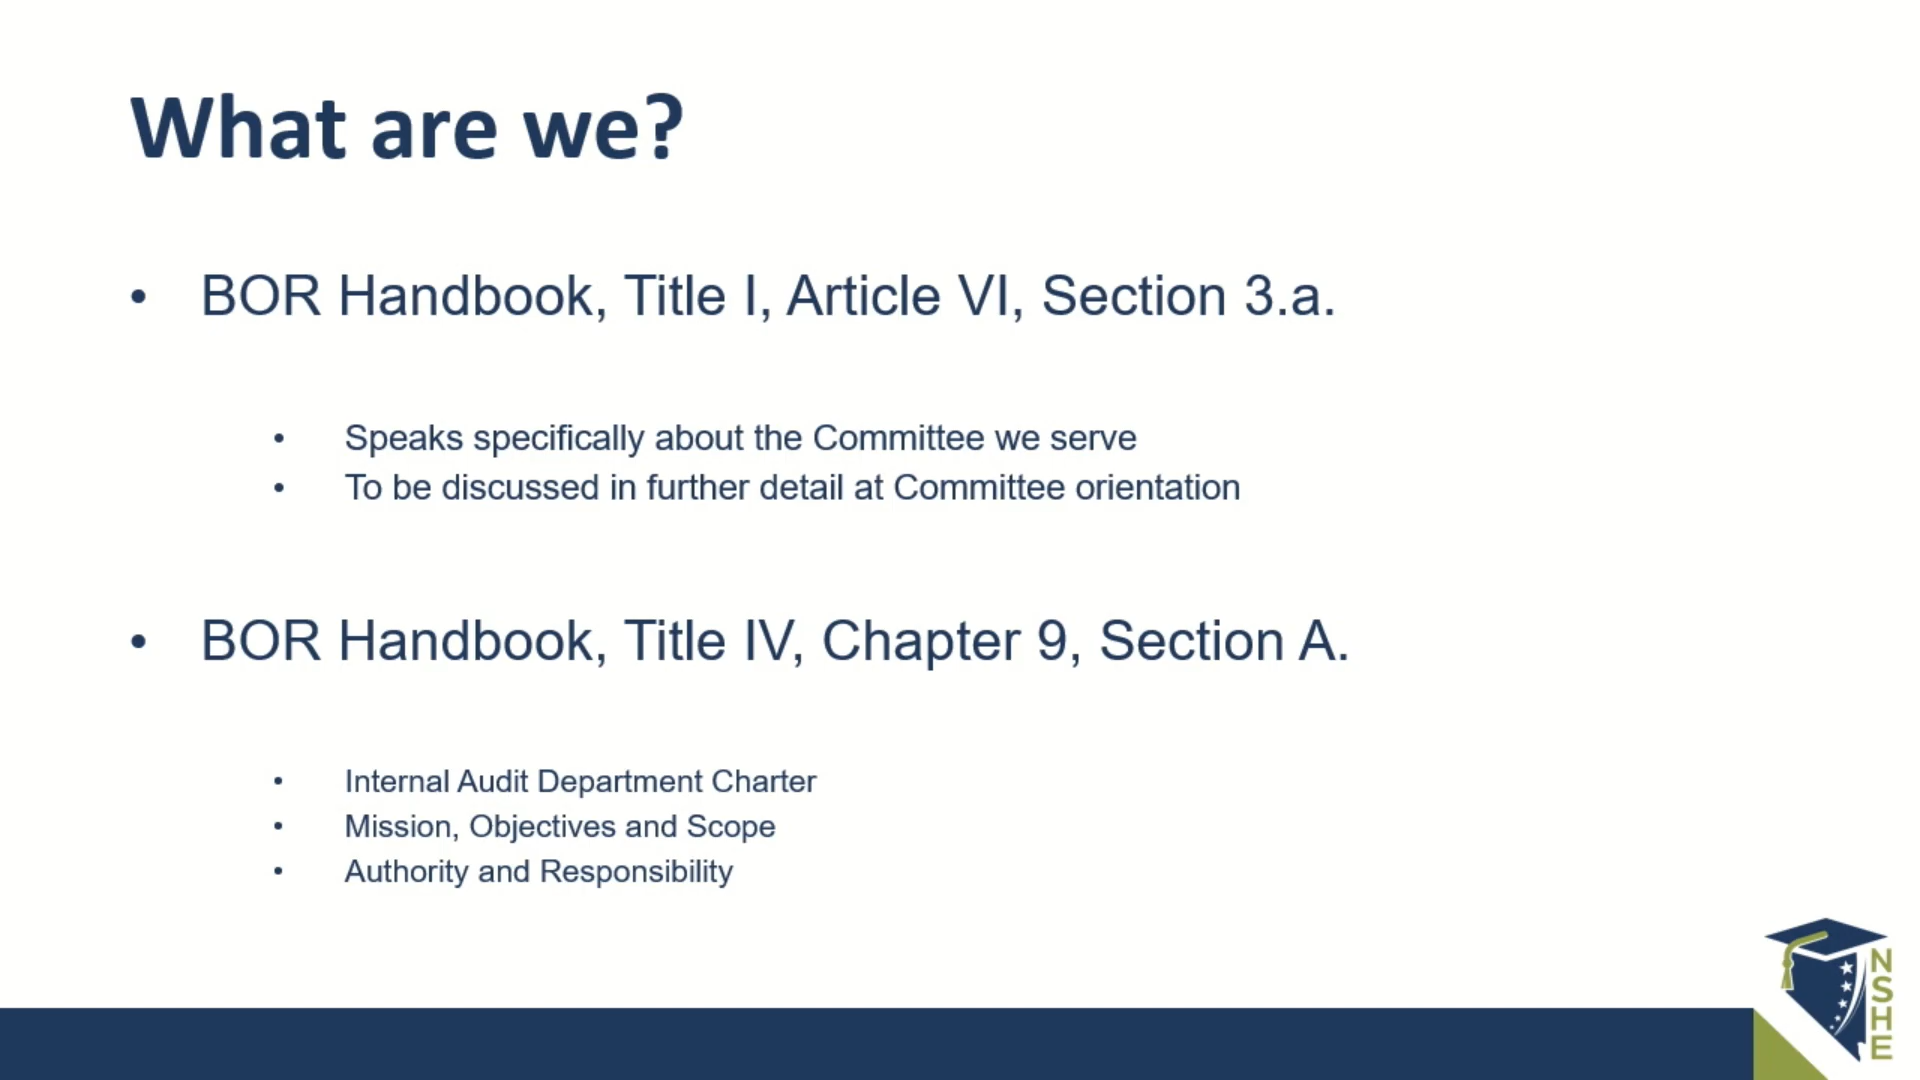 What are we?
• BOR Handbook, Title I, Article VI, Section 3.a.
• Speaks specifically about the Committee we serve
• To be discussed in further detail at Committee orientation
• BOR Handbook, Title IV, Chapter 9, Section A.
• Internal Audit Department Charter
• Mission, Objectives and Scope
• Authority and Responsibility
NSHE